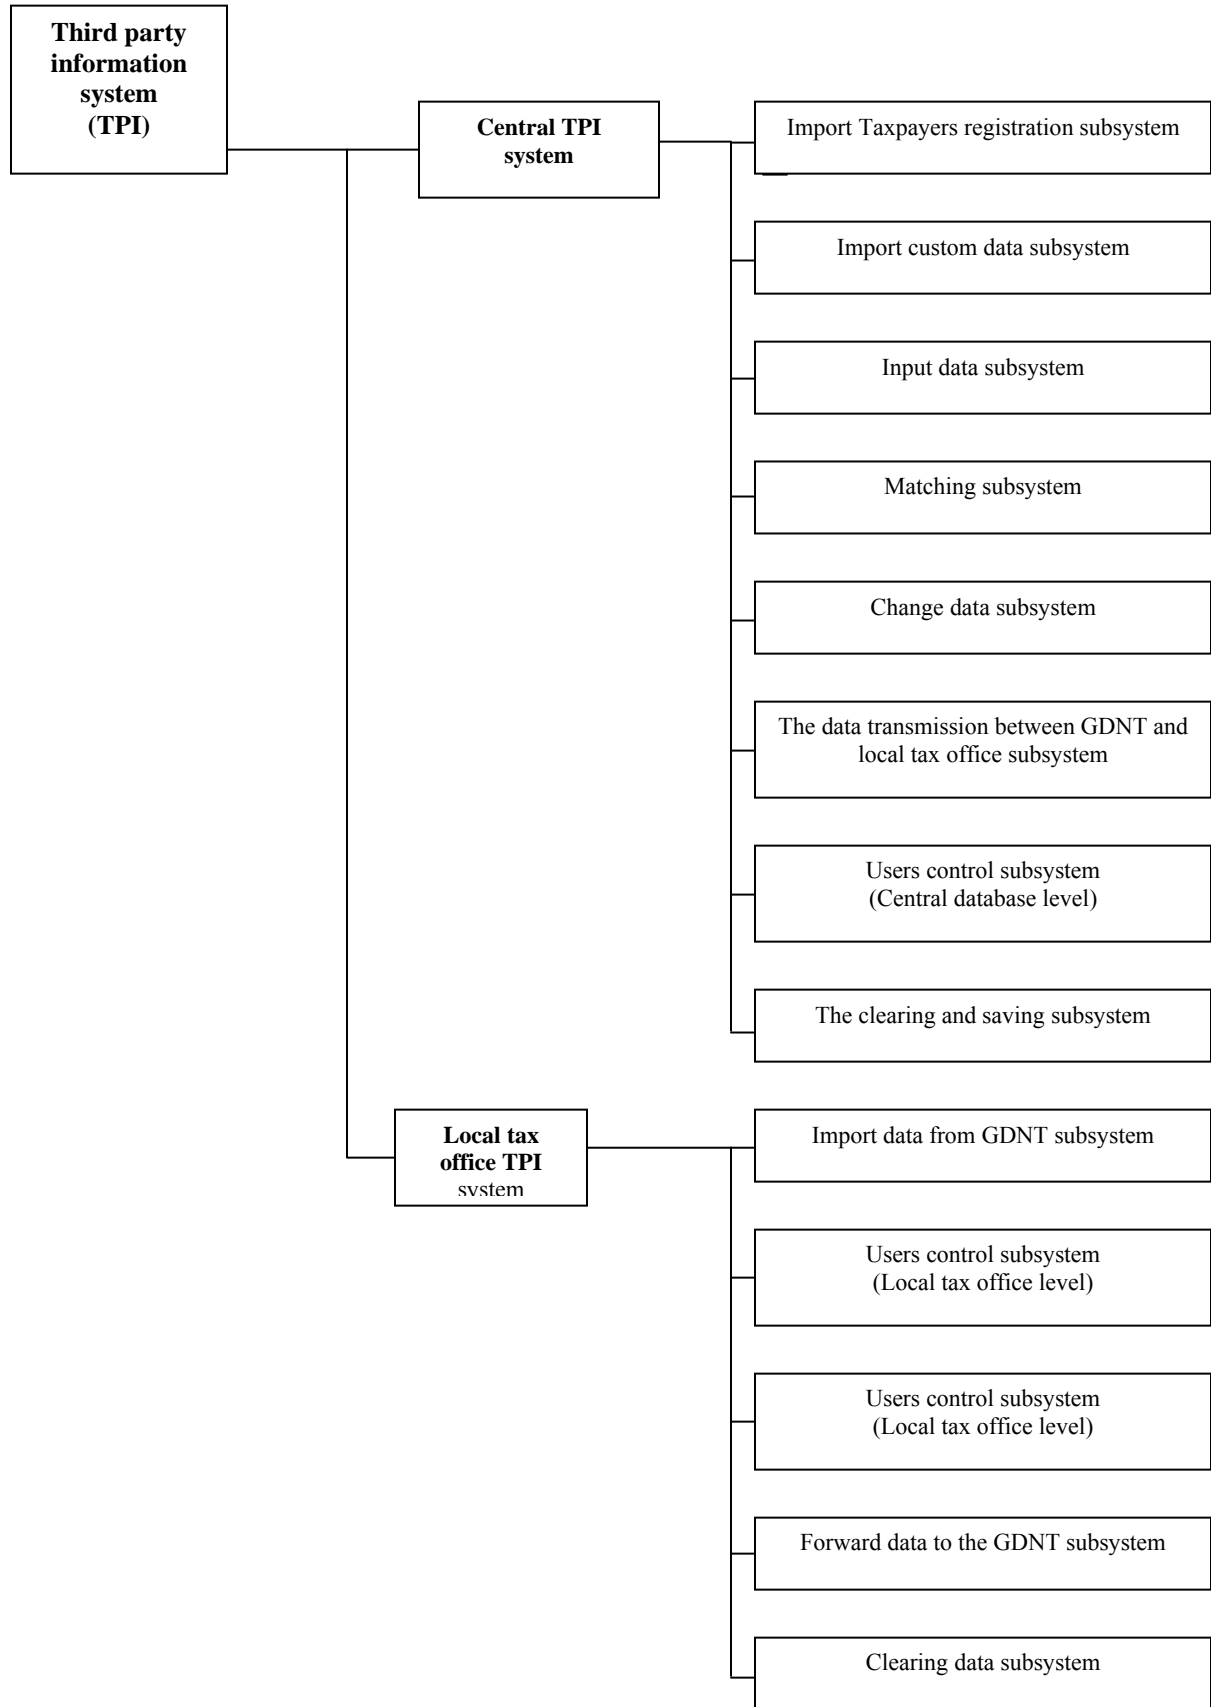 Third party
information
system
(TPI)
Central TPI
system
Import Taxpayers registration subsystem
Import custom data subsystem
Input data subsystem
Matching subsystem
Change data subsystem
The data transmission between GDNT and
local tax office subsystem
Users control subsystem
(Central database level)
The clearing and saving subsystem
Local tax
office TPI
system
Import data from GDNT subsystem
Users control subsystem
(Local tax office level)
Users control subsystem
(Local tax office level)
Forward data to the GDNT subsystem
Clearing data subsystem